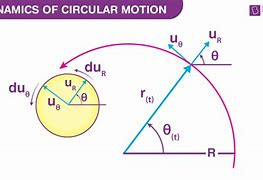 NAMICS OF CIRCULAR MOTION
uθ
uR
θ
duR
duθ
uR
uθ
θ
r(t)
θ(t)
R